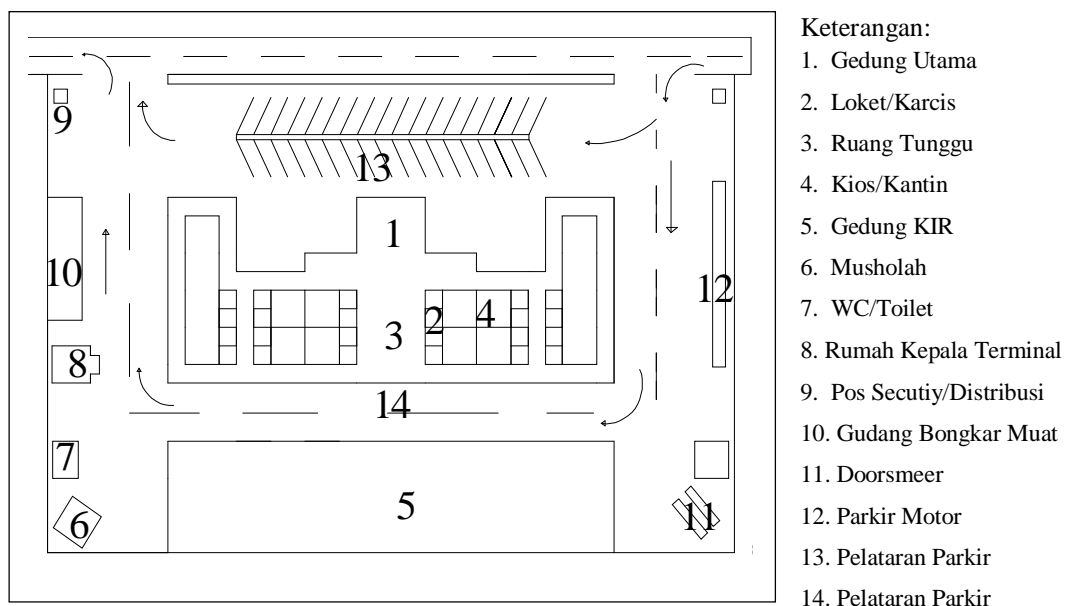 9
13
1
10
12
2
4
3
8
14
7
5
6
11
Keterangan:
1. Gedung Utama
2. Loket/Karcis
3. Ruang Tunggu
4. Kios/Kantin
5. Gedung KIR
6. Musholah
7. WC/Toilet
8. Rumah Kepala Terminal
9. Pos Secutiy/Distribusi
10. Gudang Bongkar Muat
11. Doorsmeer
12. Parkir Motor
13. Pelataran Parkir
14. Pelataran Parkir